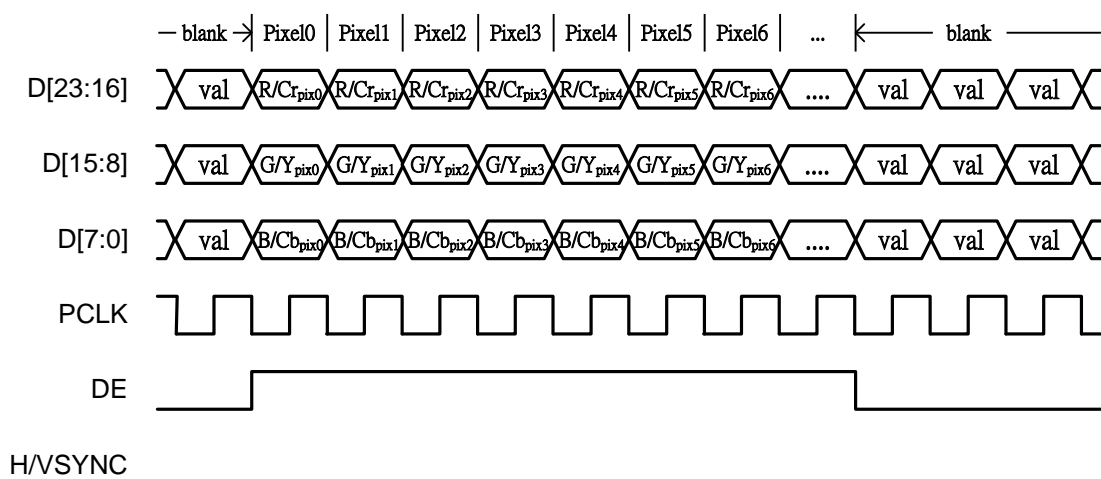 blank Pixel0 Pixel1 Pixel2 Pixel3 Pixel4 Pixel5 Pixel6 ... blank
D[23:16] val R/Crpix0 R/Crpix1 R/Crpix2 R/Crpix3 R/Crpix4 R/Crpix5 R/Crpix6 .... val val val
D[15:8] val G/Ypix0 G/Ypix1 G/Ypix2 G/Ypix3 G/Ypix4 G/Ypix5 G/Ypix6 .... val val val
D[7:0] val B/Cbpix0 B/Cbpix1 B/Cbpix2 B/Cbpix3 B/Cbpix4 B/Cbpix5 B/Cbpix6 .... val val val
PCLK
DE
H/VSYNC